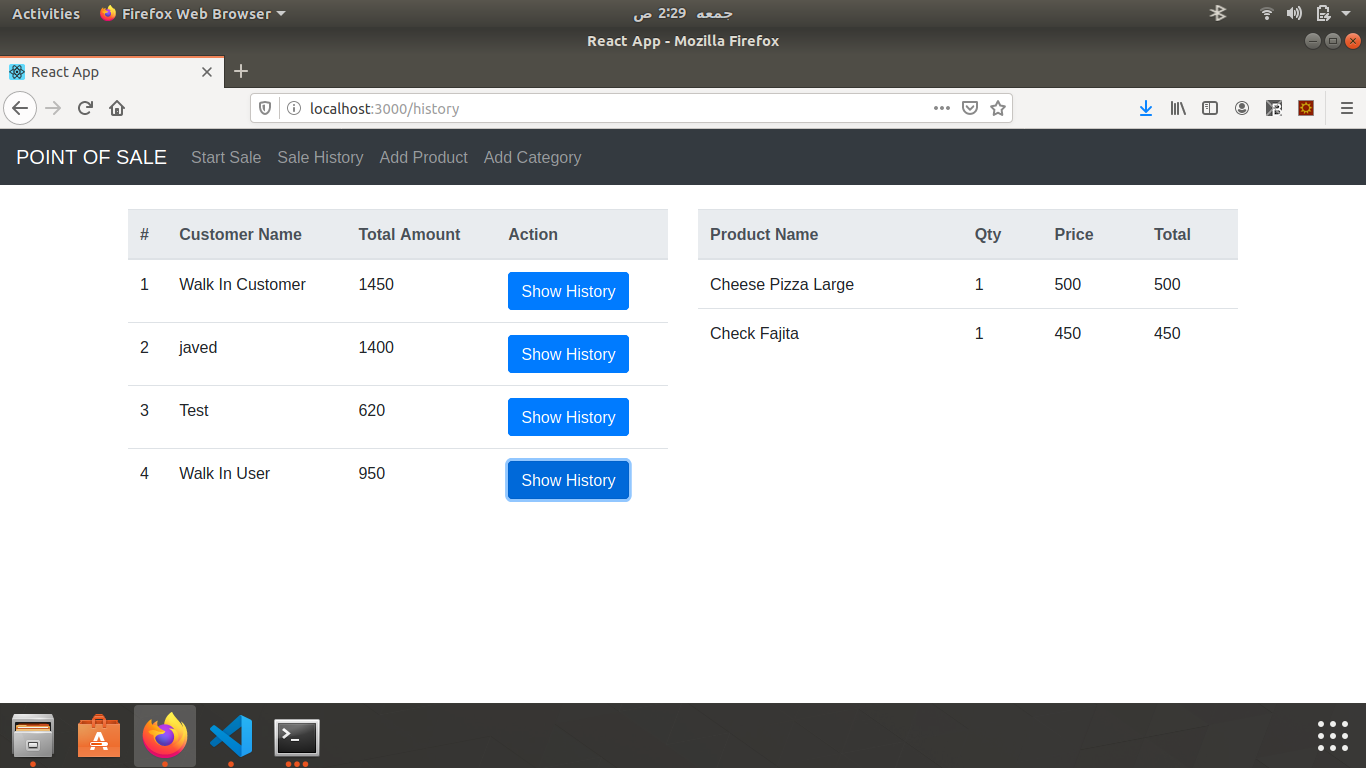 Activities Firefox Web Browser جمعه 2:29 ص
React App - Mozilla Firefox
React App
localhost:3000/history
POINT OF SALE Start Sale Sale History Add Product Add Category
# Customer Name Total Amount Action
1 Walk In Customer 1450 Show History
2 javed 1400 Show History
3 Test 620 Show History
4 Walk In User 950 Show History
Product Name Qty Price Total
Cheese Pizza Large 1 500 500
Check Fajita 1 450 450